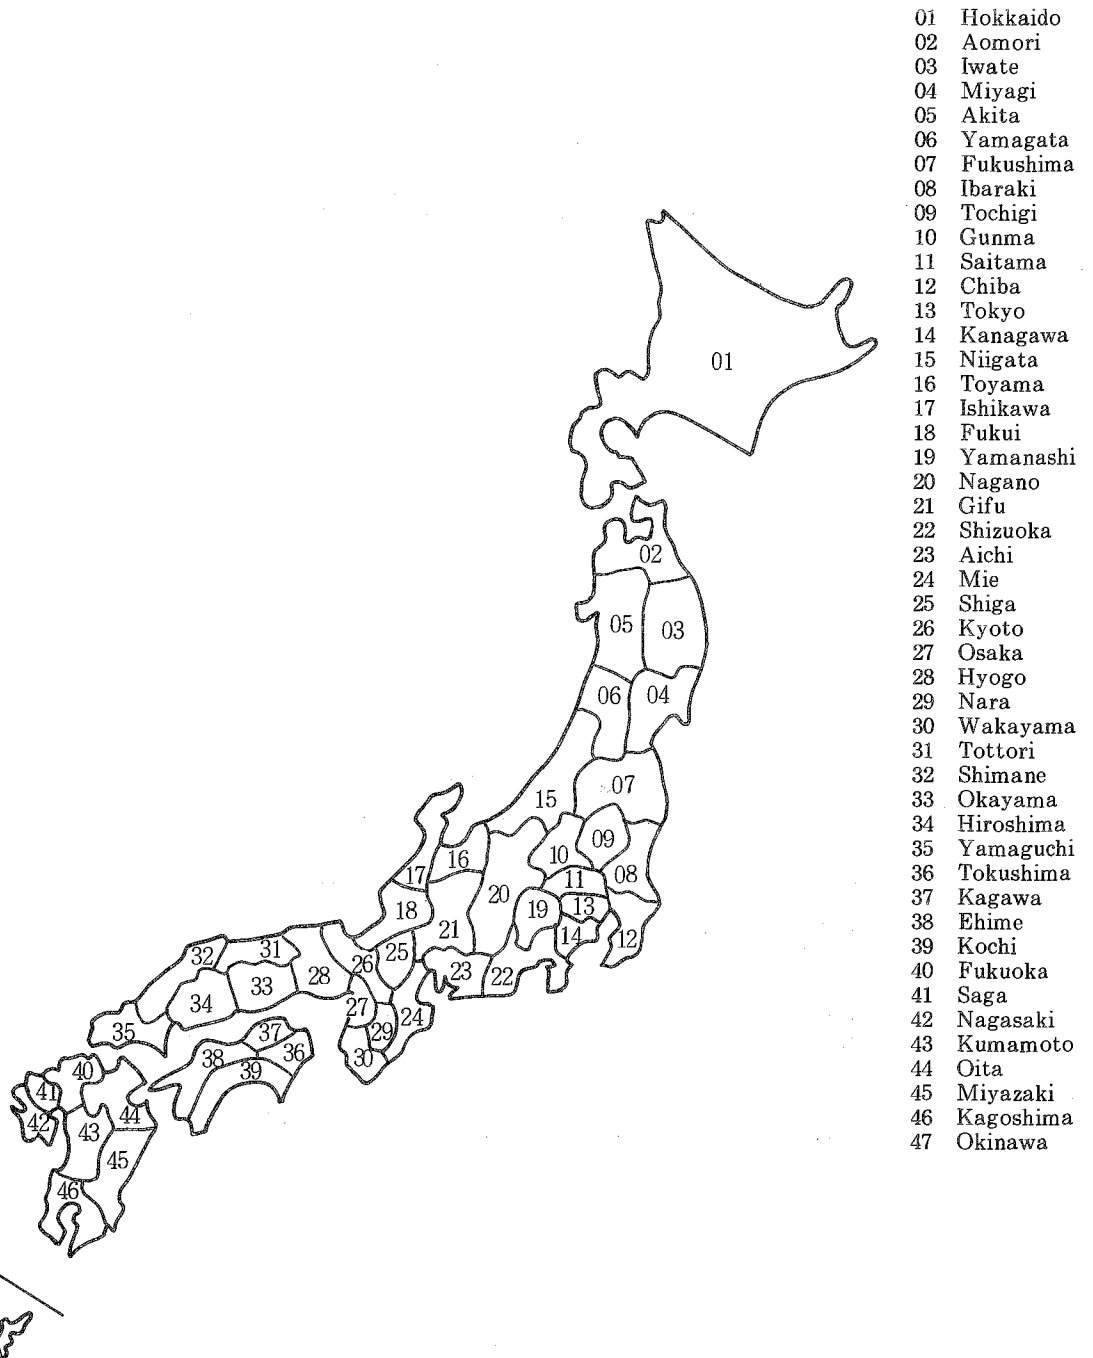 01 Hokkaido
02 Aomori
03 Iwate
04 Miyagi
05 Akita
06 Yamagata
07 Fukushima
08 Ibaraki
09 Tochigi
10 Gunma
11 Saitama
12 Chiba
13 Tokyo
14 Kanagawa
15 Niigata
16 Toyama
17 Ishikawa
18 Fukui
19 Yamanashi
20 Nagano
21 Gifu
22 Shizuoka
23 Aichi
24 Mie
25 Shiga
26 Kyoto
27 Osaka
28 Hyogo
29 Nara
30 Wakayama
31 Tottori
32 Shimane
33 Okayama
34 Hiroshima
35 Yamaguchi
36 Tokushima
37 Kagawa
38 Ehime
39 Kochi
40 Fukuoka
41 Saga
42 Nagasaki
43 Kumamoto
44 Oita
45 Miyazaki
46 Kagoshima
47 Okinawa
01
02
05
03
06
04
07
15
09
10
16
17
08
11
20
13
19
18
21
14
12
31
32
25
26
23
28
22
33
34
27
24
35
29
37
36
38
30
40
39
41
44
42
43
45
46